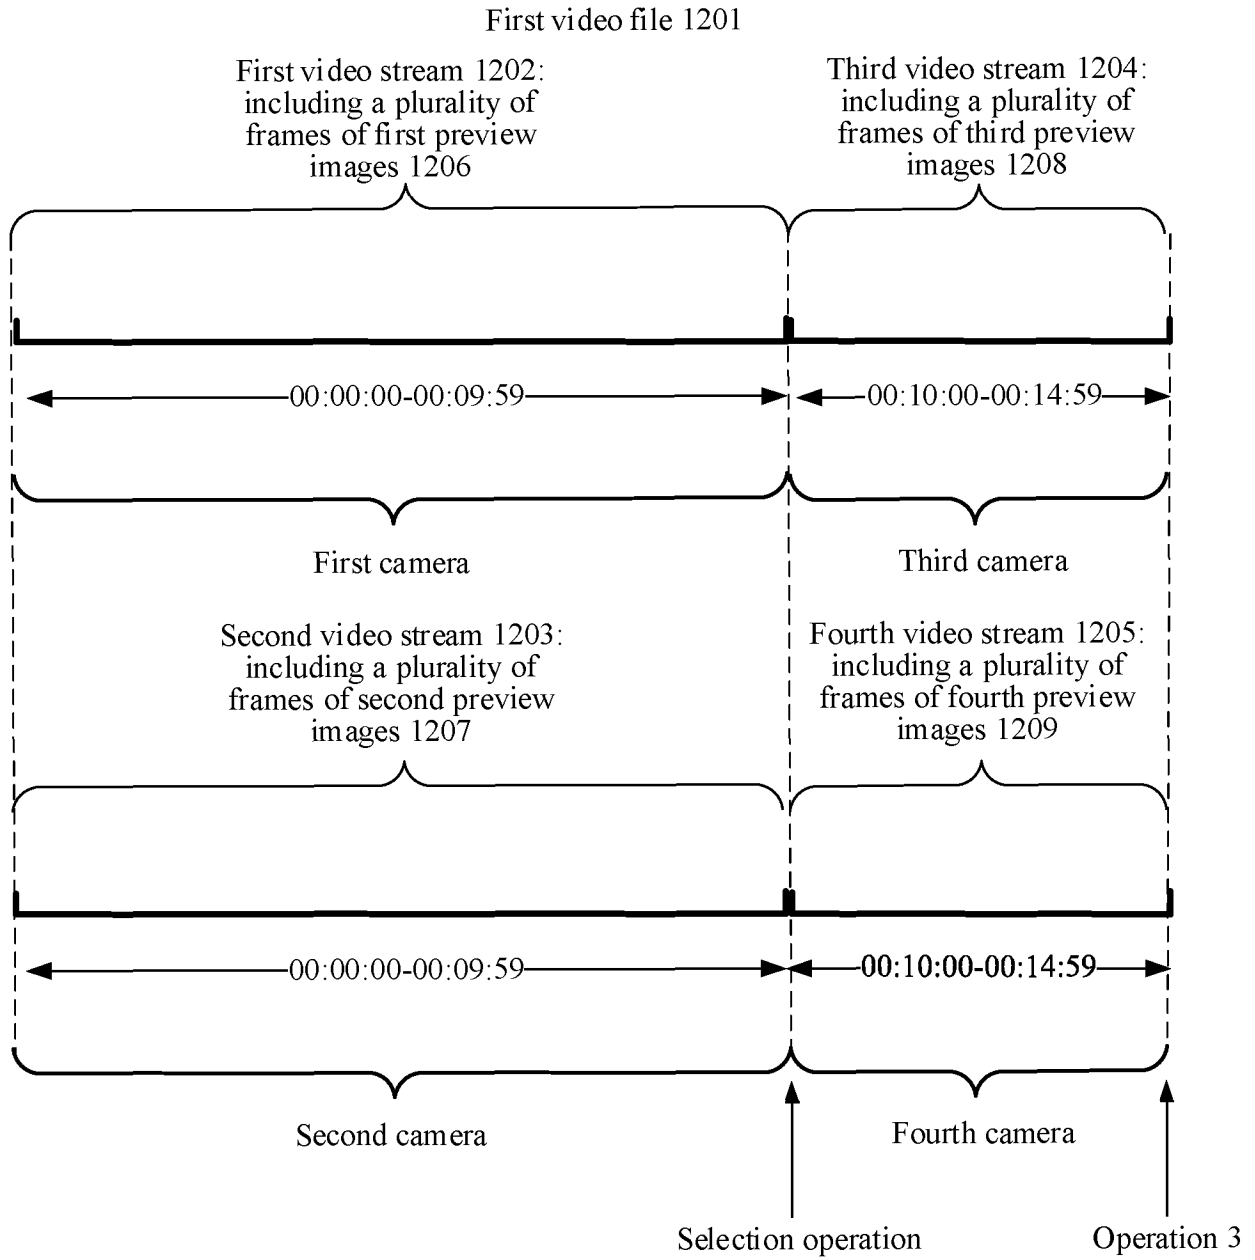 First video file 1201
First video stream 1202:
including a plurality of
frames of first preview
images 1206
Third video stream 1204:
including a plurality of
frames of third preview
images 1208
00:00:00-00:09:59
00:10:00-00:14:59
First camera
Third camera
Second video stream 1203:
including a plurality of
frames of second preview
images 1207
Fourth video stream 1205:
including a plurality of
frames of fourth preview
images 1209
00:00:00-00:09:59
00:10:00-00:14:59
Second camera
Fourth camera
Selection operation
Operation 3